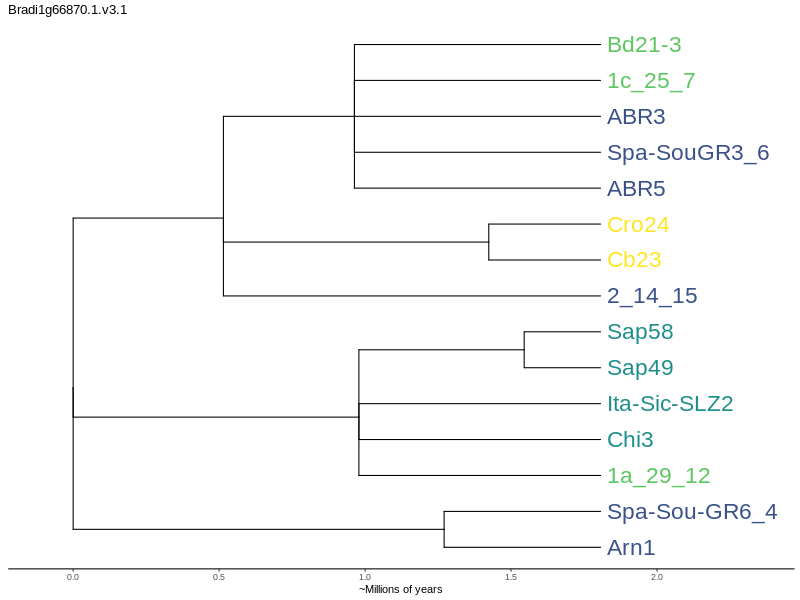 Bradi1g66870.1.v3.1
Bd21-3
1c_25_7
ABR3
Spa-SouGR3_6
ABR5
Cro24
Cb23
2_14_15
Sap58
Sap49
Ita-Sic-SLZ2
Chi3
1a_29_12
Spa-Sou-GR6_4
Arn1
0.0 0.5 1.0 1.5 2.0
~Millions of years